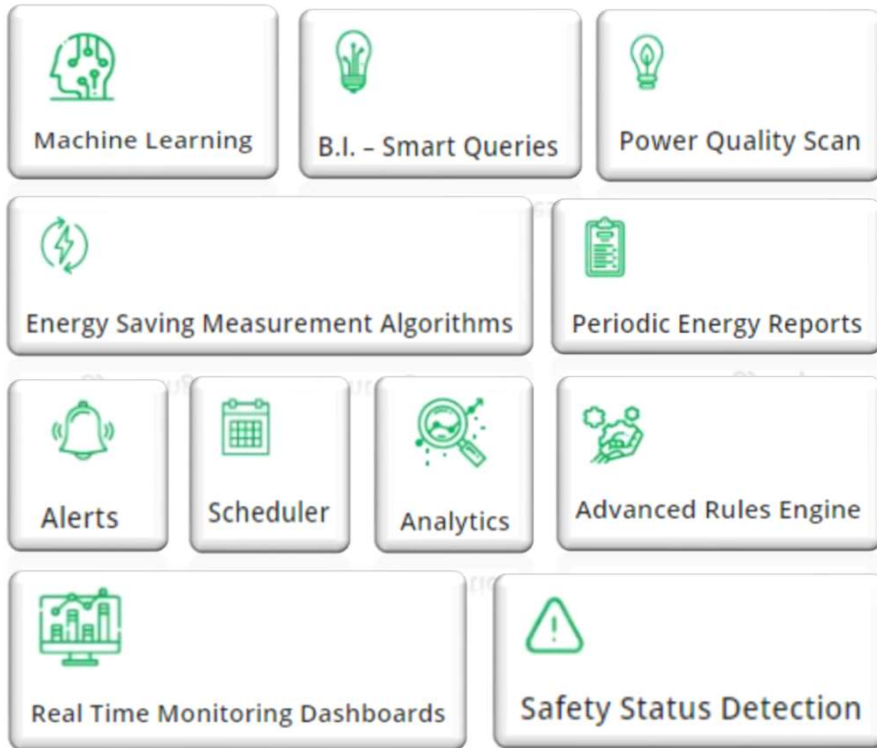 Machine Learning
B.I. – Smart Queries
Power Quality Scan
Energy Saving Measurement Algorithms
Periodic Energy Reports
Alerts
Scheduler
Analytics
Advanced Rules Engine
Real Time Monitoring Dashboards
Safety Status Detection